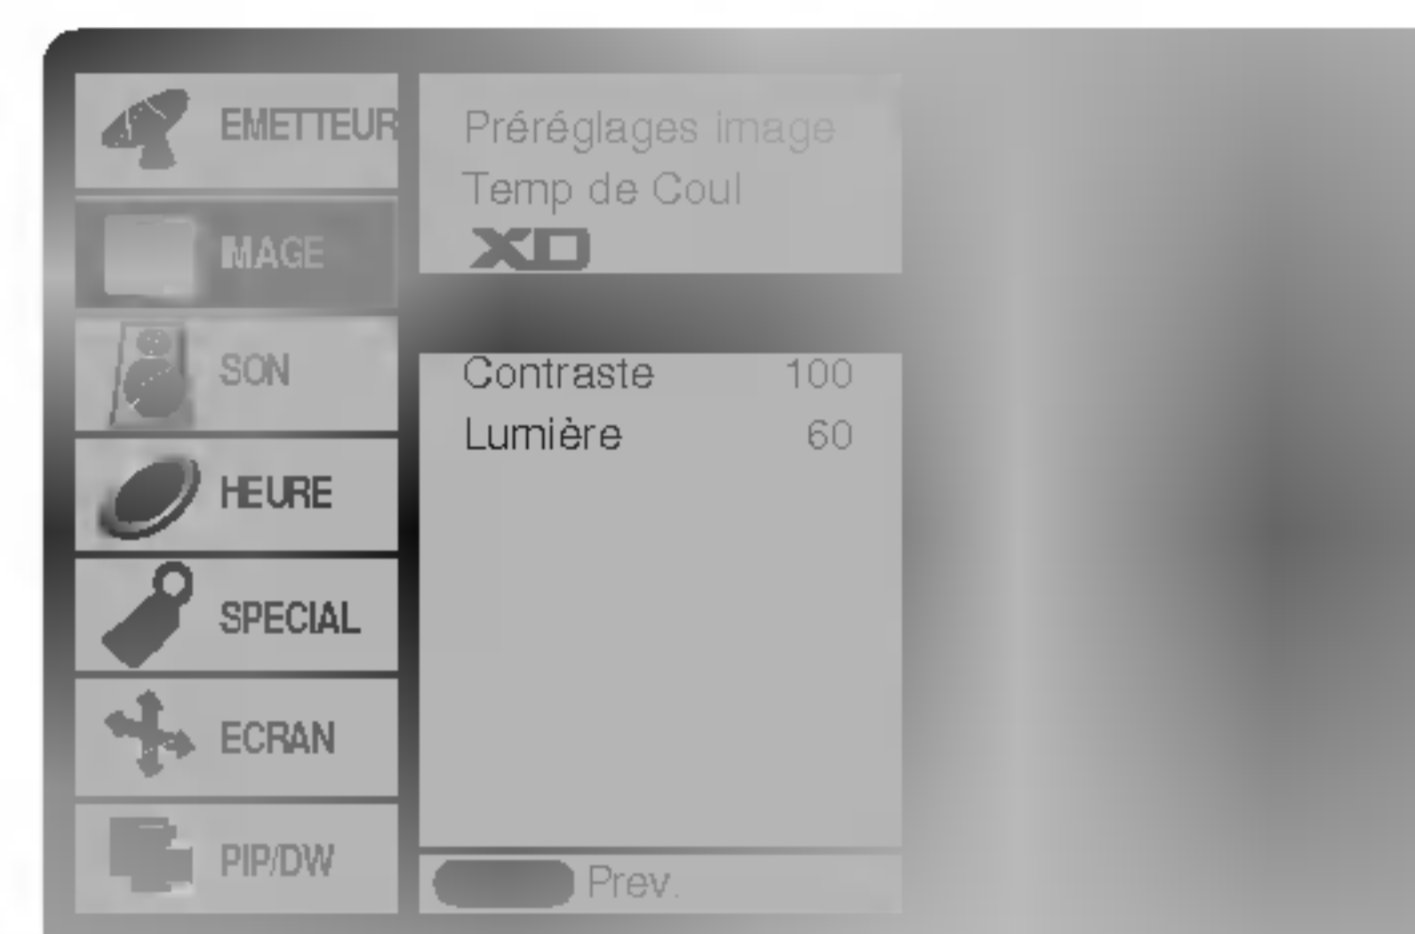 EMETTEUR
IMAGE
SON
HEURE
SPECIAL
ECRAN
PIP/DW
Préréglages image
Temp de Coul
XD
Contraste 100
Lumière 60
Prev.